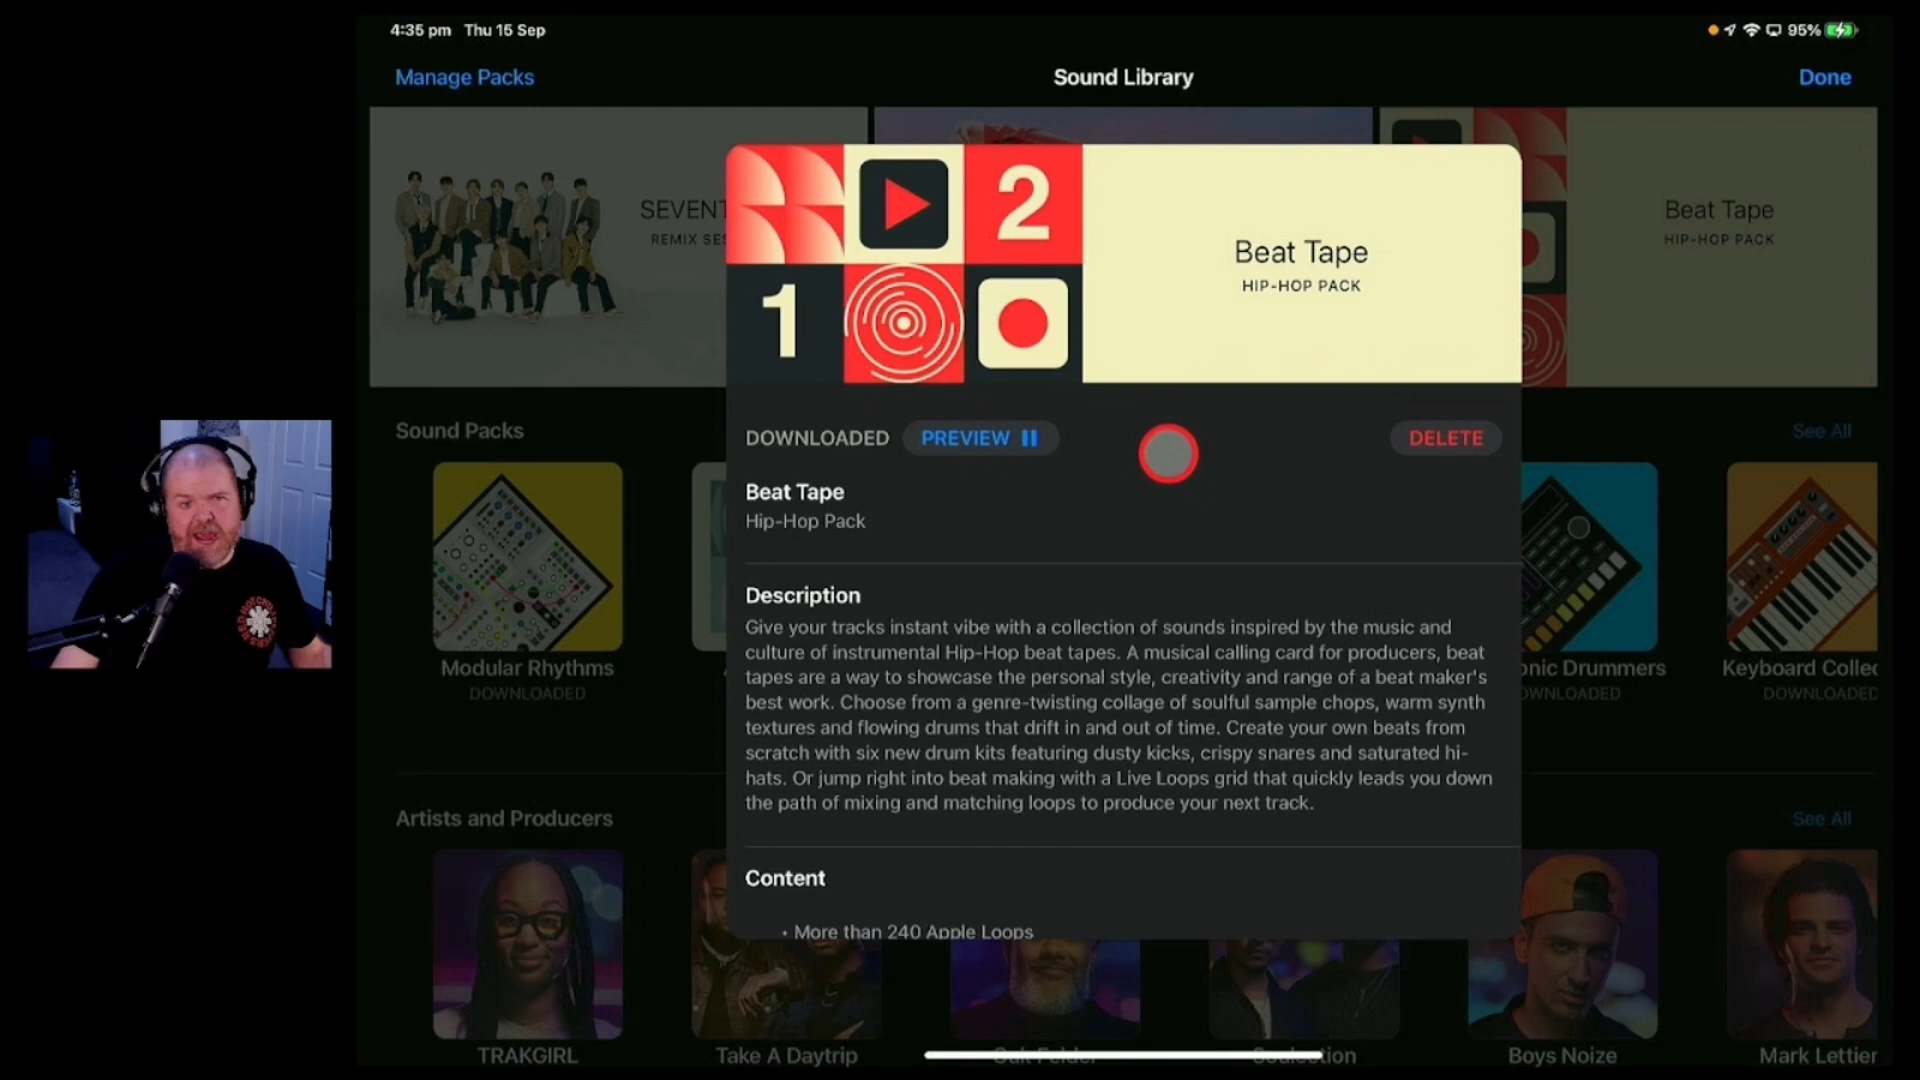 4:35 pm Thu 15 Sep
95%
Manage Packs
Sound Library
Done
SEVENT
REMIX SES
2
1
Beat Tape
HIP-HOP PACK
Beat Tape
HIP-HOP PACK
Sound Packs
See All
DOWNLOADED
PREVIEW
DELETE
Beat Tape
Hip-Hop Pack
Description
Give your tracks instant vibe with a collection of sounds inspired by the music and
culture of instrumental Hip-Hop beat tapes. A musical calling card for producers, beat
tapes are a way to showcase the personal style, creativity and range of a beat maker's
best work. Choose from a genre-twisting collage of soulful sample chops, warm synth
textures and flowing drums that drift in and out of time. Create your own beats from
scratch with six new drum kits featuring dusty kicks, crispy snares and saturated hi-
hats. Or jump right into beat making with a Live Loops grid that quickly leads you down
the path of mixing and matching loops to produce your next track.
Content
• More than 240 Apple Loops
Modular Rhythms
DOWNLOADED
onic Drummers
OWNLOADED
Keyboard Collec
DOWNLOADED
Artists and Producers
See All
TRAKGIRL
Take A Daytrip
Oak Felder
Soulection
Boys Noize
Mark Lettier